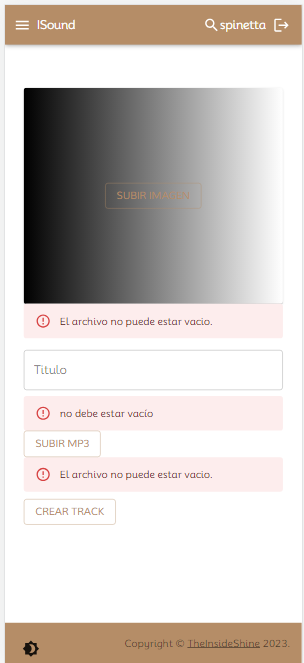 ISound
spinetta
SUBIR IMAGEN
El archivo no puede estar vacio.
Titulo
no debe estar vacío
SUBIR MP3
El archivo no puede estar vacio.
CREAR TRACK
Copyright © TheInsideShine 2023.